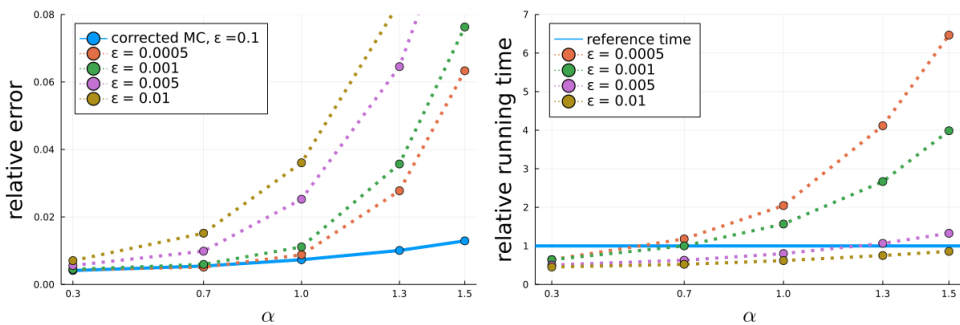 relative error
0.08
0.06
0.04
0.02
0.00
corrected MC, ε =0.1
ε = 0.0005
ε = 0.001
ε = 0.005
ε = 0.01
0.3 0.7 1.0 1.3 1.5
α
relative running time
7
6
5
4
3
2
1
0
reference time
ε = 0.0005
ε = 0.001
ε = 0.005
ε = 0.01
0.3 0.7 1.0 1.3 1.5
α